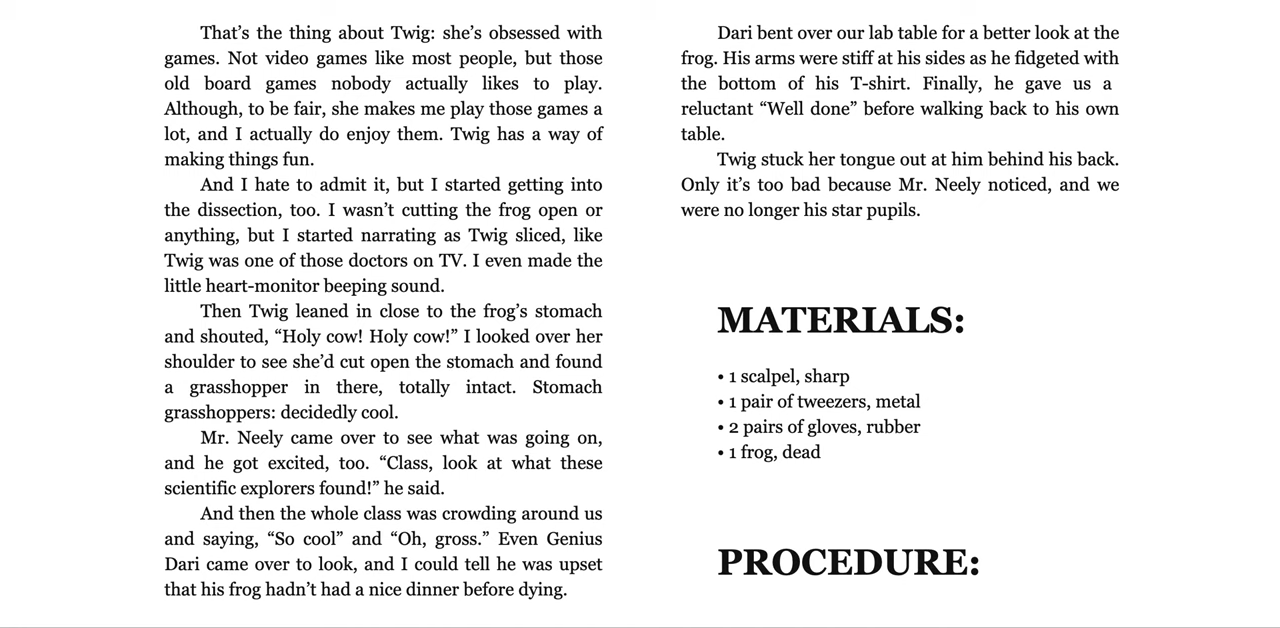 That’s the thing about Twig: she’s obsessed with
games. Not video games like most people, but those
old board games nobody actually likes to play.
Although, to be fair, she makes me play those games a
lot, and I actually do enjoy them. Twig has a way of
making things fun.
And I hate to admit it, but I started getting into
the dissection, too. I wasn’t cutting the frog open or
anything, but I started narrating as Twig sliced, like
Twig was one of those doctors on TV. I even made the
little heart-monitor beeping sound.
Then Twig leaned in close to the frog’s stomach
and shouted, “Holy cow! Holy cow!” I looked over her
shoulder to see she’d cut open the stomach and found
a grasshopper in there, totally intact. Stomach
grasshoppers: decidedly cool.
Mr. Neely came over to see what was going on,
and he got excited, too. “Class, look at what these
scientific explorers found!” he said.
And then the whole class was crowding around us
and saying, “So cool” and “Oh, gross.” Even Genius
Dari came over to look, and I could tell he was upset
that his frog hadn’t had a nice dinner before dying.
Dari bent over our lab table for a better look at the
frog. His arms were stiff at his sides as he fidgeted with
the bottom of his T-shirt. Finally, he gave us a
reluctant “Well done” before walking back to his own
table.
Twig stuck her tongue out at him behind his back.
Only it’s too bad because Mr. Neely noticed, and we
were no longer his star pupils.
MATERIALS:
• 1 scalpel, sharp
• 1 pair of tweezers, metal
• 2 pairs of gloves, rubber
• 1 frog, dead
PROCEDURE: